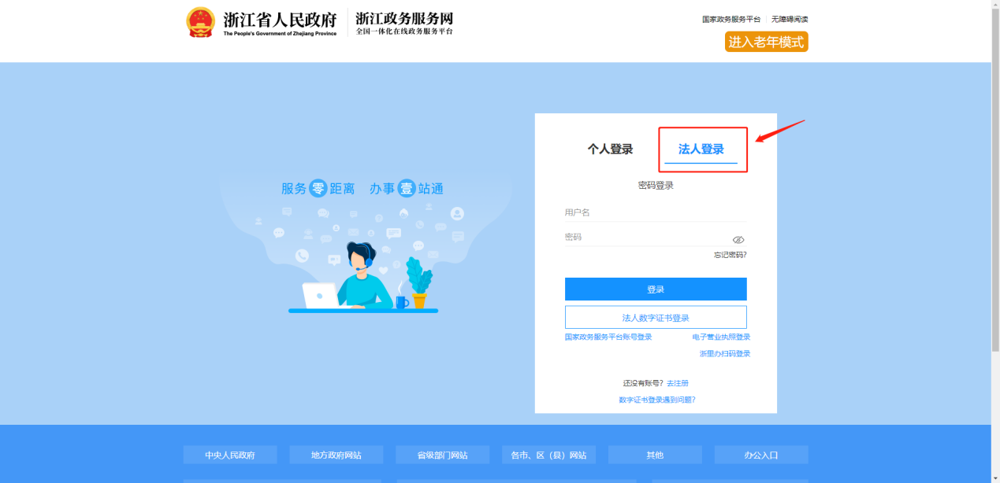 浙江省人民政府
The People's Government of Zhejiang Province
浙江政务服务网
全国一体化在线政务服务平台
国家政务服务平台
无障碍阅读
进入老年模式
服务零距离 办事壹站通
个人登录
法人登录
密码登录
用户名
密码
忘记密码?
登录
法人数字证书登录
国家政务服务平台账号登录
电子营业执照登录
浙里办扫码登录
还没有账号? 去注册
数字证书登录遇到问题?
中央人民政府
地方政府网站
省级部门网站
各市、区（县）网站
其他
办公入口